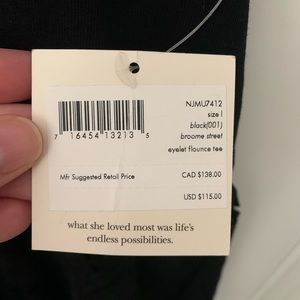 NJMU7412
size l
black(001)
broome street
eyelet flounce tee
7 16454 13213 5
Mfr Suggested Retail Price
CAD $138.00
USD $115.00
what she loved most was life's
endless possibilities.